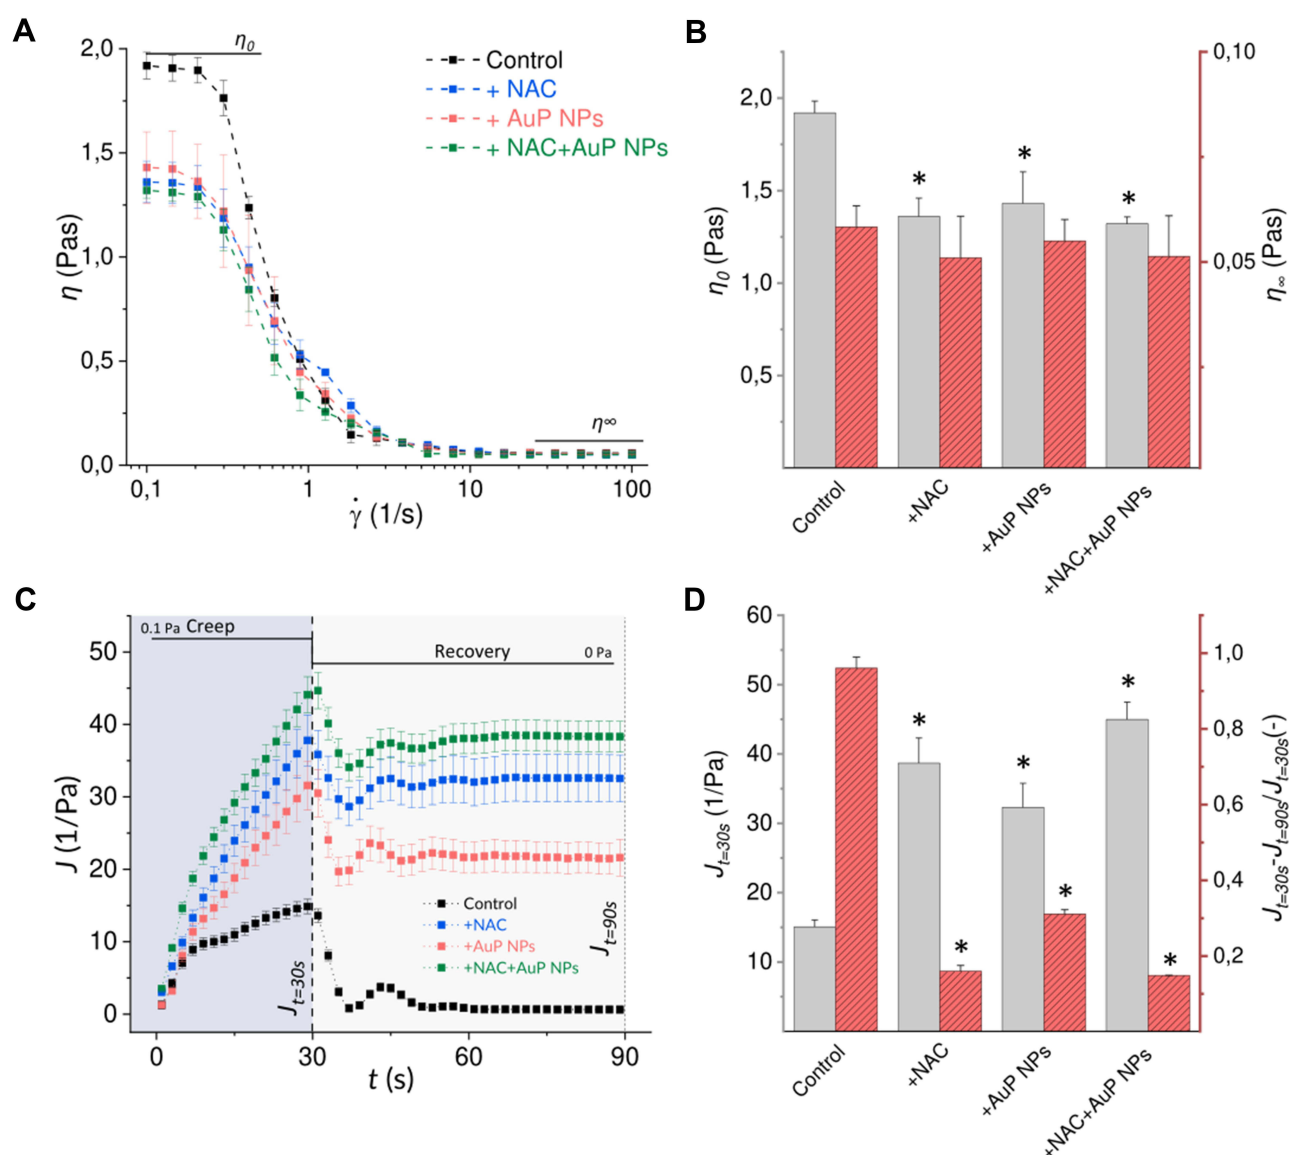 A
η0
2,0
1,5
1,0
0,5
0,0
η (Pas)
Control
+ NAC
+ AuP NPs
+ NAC+AuP NPs
η∞
0,1
1
10
100
γ̇ (1/s)
B
2,0
1,5
1,0
0,5
η0 (Pas)
*
*
*
0,10
0,05
η∞ (Pas)
Control
+NAC
+AuP NPs
+NAC+AuP NPs
C
0.1 Pa Creep
Recovery
0 Pa
50
40
30
20
10
0
J (1/Pa)
Control
+NAC
+AuP NPs
+NAC+AuP NPs
Jt=30s
Jt=90s
0
30
60
90
t (s)
D
60
50
40
30
20
10
Jt=30s (1/Pa)
*
*
*
*
*
*
1,0
0,8
0,6
0,4
0,2
Jt=30s-Jt=90s/Jt=30s(-)
Control
+NAC
+AuP NPs
+NAC+AuP NPs